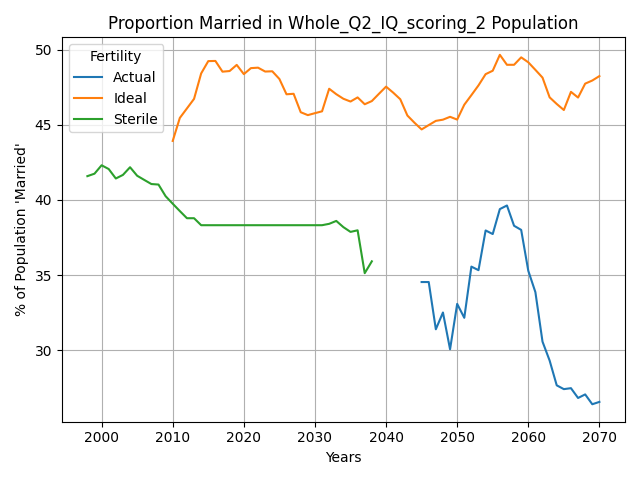 Proportion Married in Whole_Q2_IQ_scoring_2 Population
Fertility
Actual
Ideal
Sterile
% of Population 'Married'
50
45
40
35
30
2000
2010
2020
2030
2040
2050
2060
2070
Years